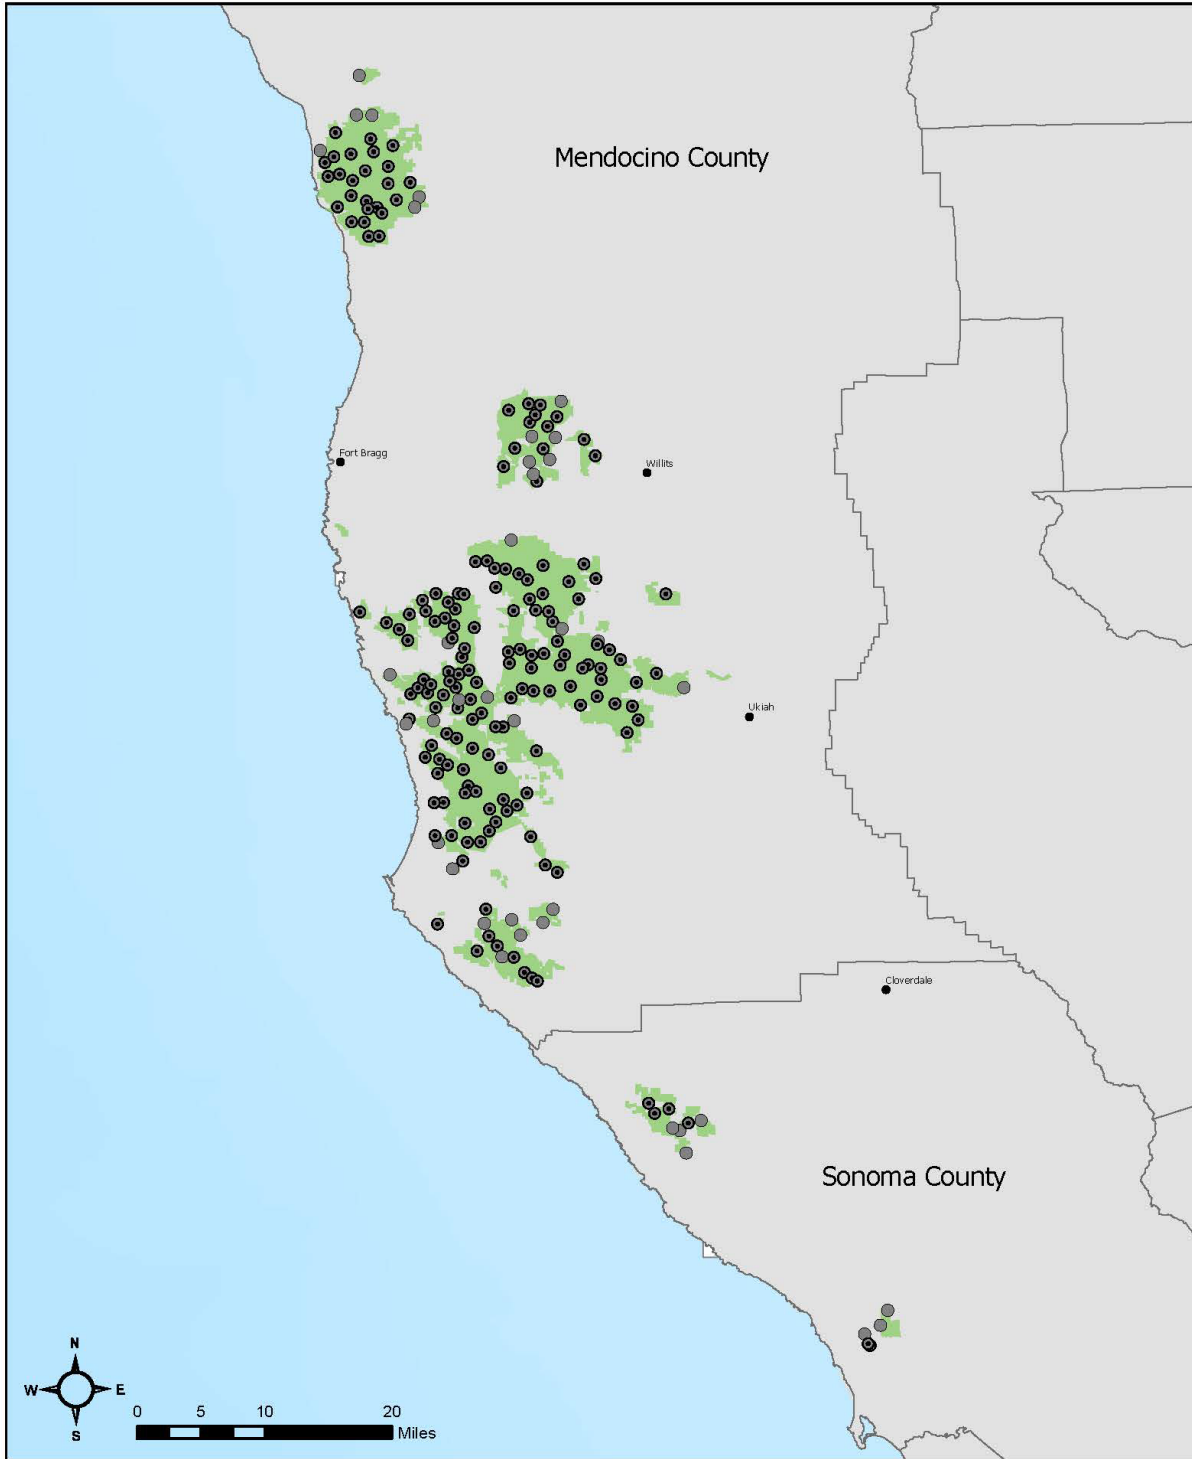 Mendocino County
Fort Bragg
Willits
Ukiah
Cloverdale
Sonoma County
N
W E
S
0 5 10 20
Miles